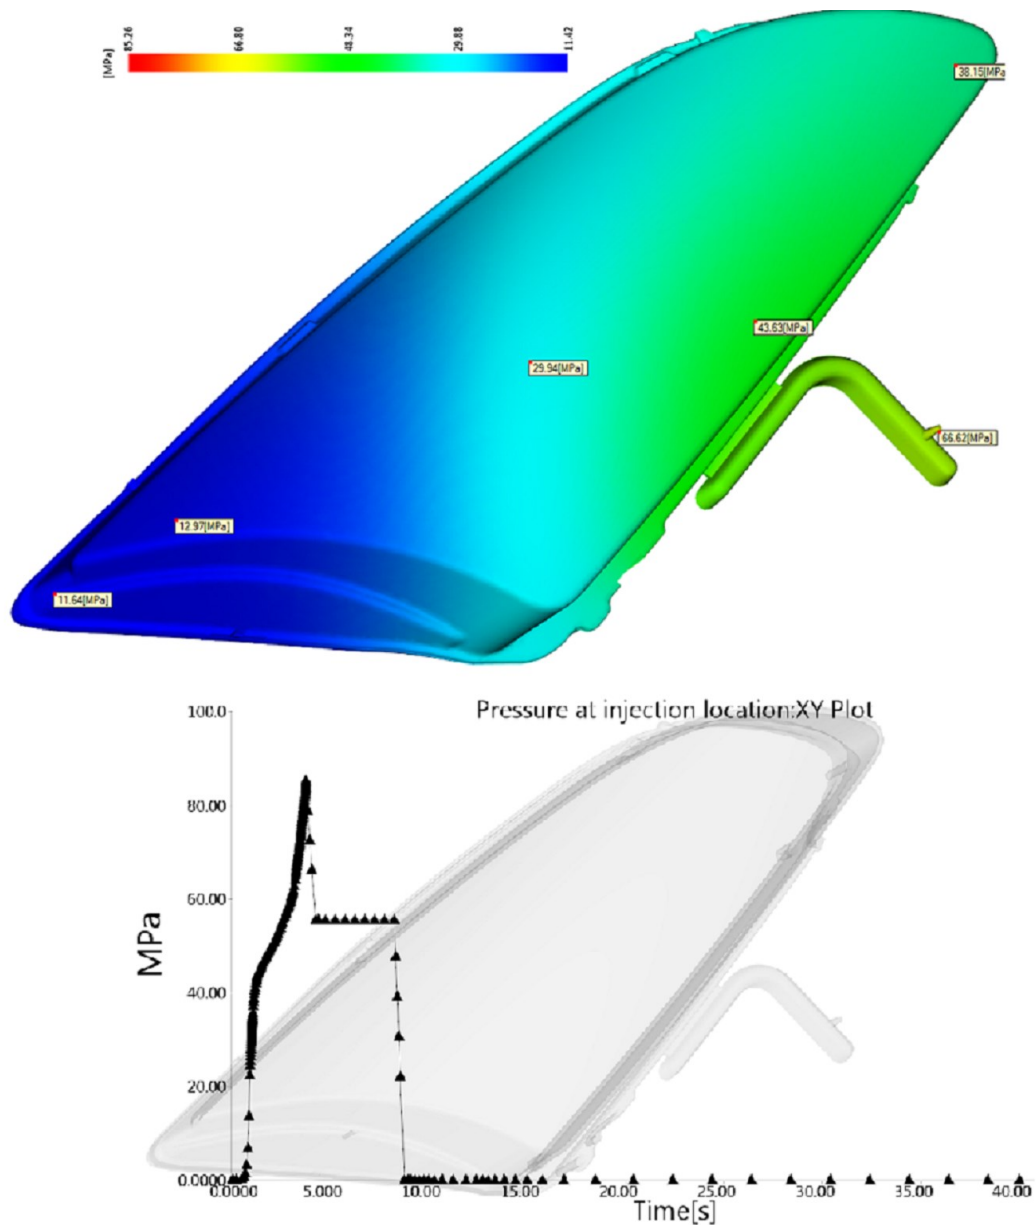 85.26 66.80 48.34 29.88 11.42
[MPa]
38.15[MPa
43.63[MPa]
29.94[MPa]
66.62[MPa]
12.97[MPa]
11.64[MPa]
Pressure at injection location:XY Plot
100.0
80.00
60.00
MPa
40.00
20.00
0.0000
0.0000 5.000 10.00 15.00 20.00 25.00 30.00 35.00 40.00
Time[s]